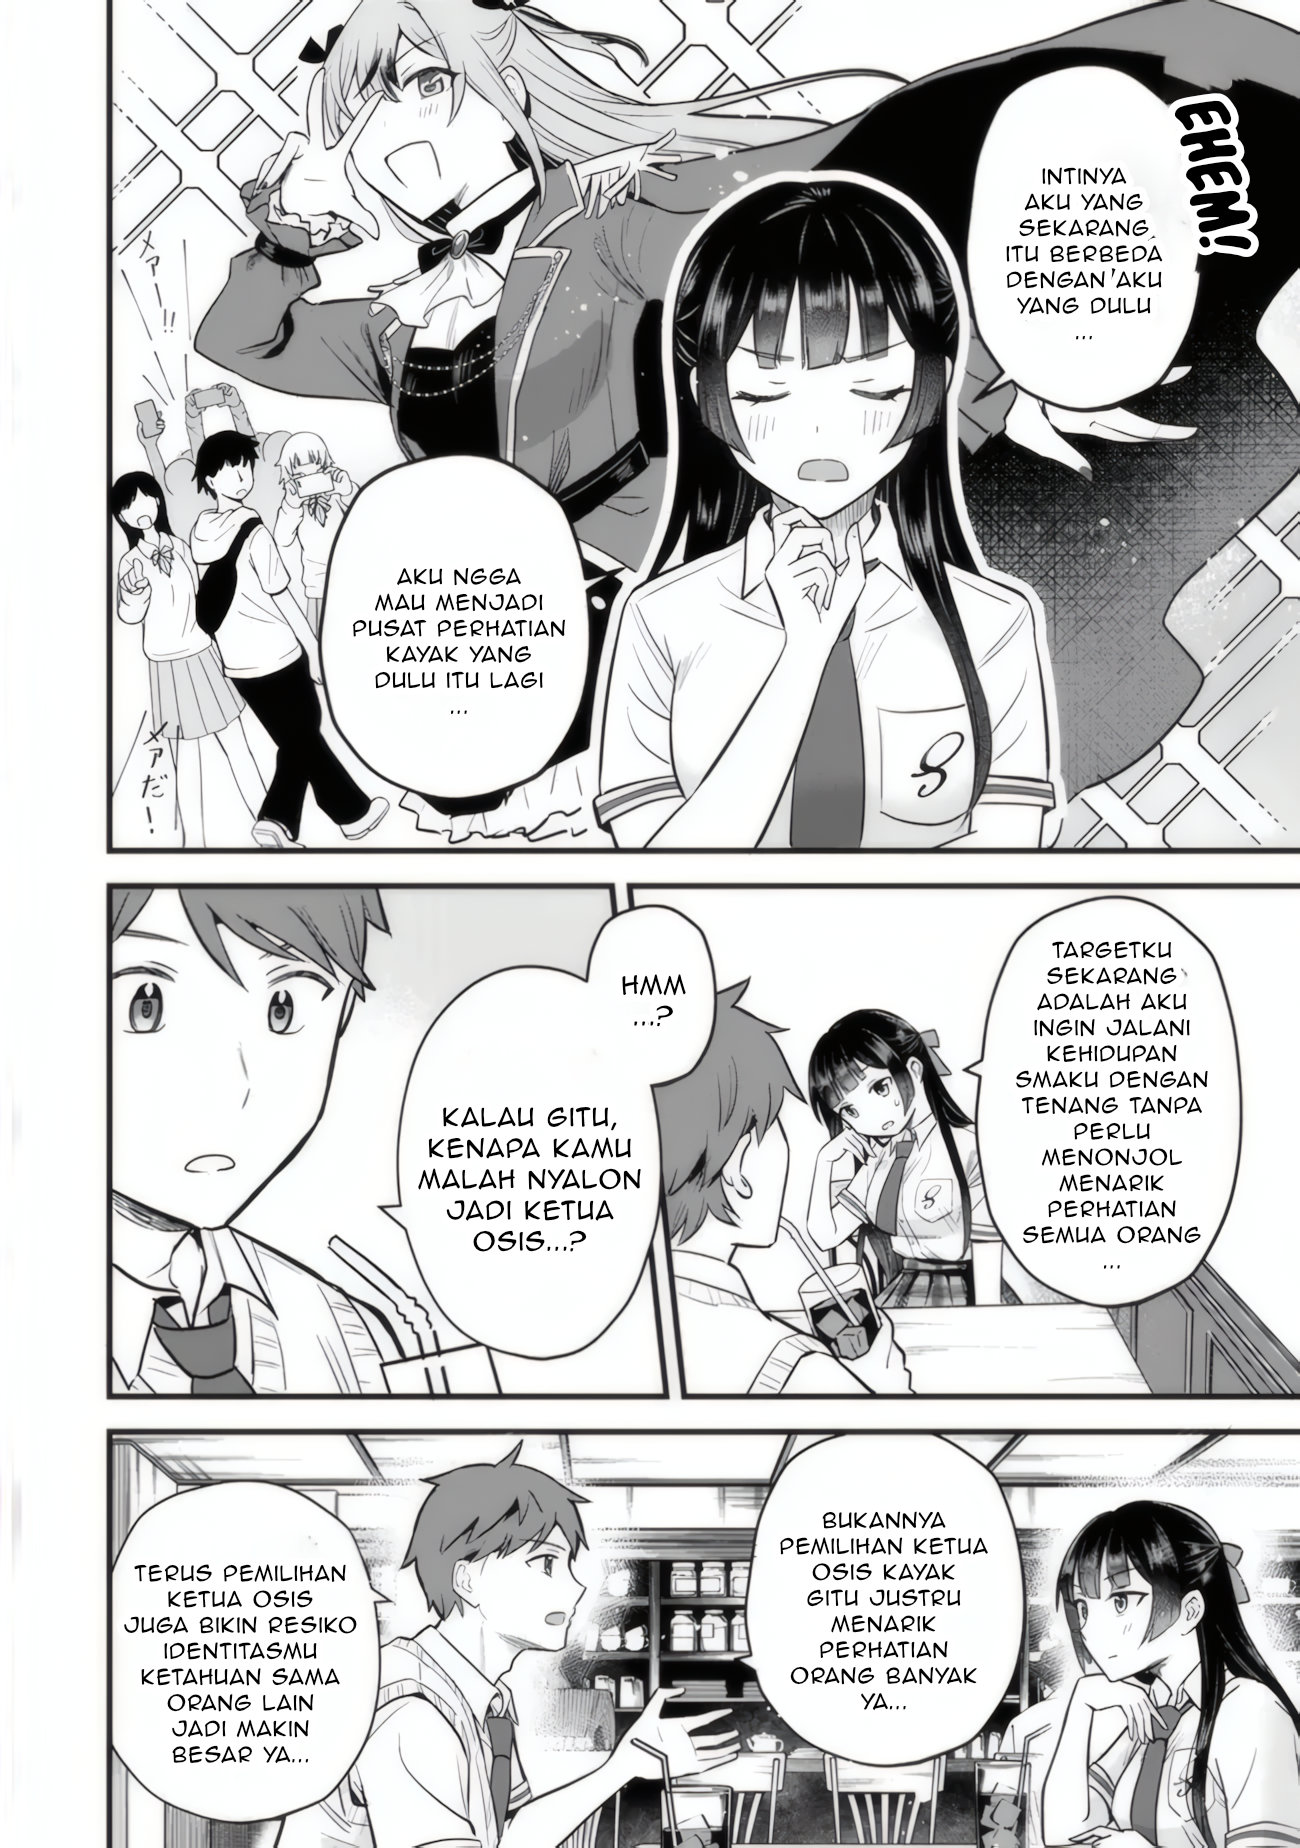 EHEM!
INTINYA
AKU YANG
SEKARANG,
ITU BERBEDA
DENGAN AKU
YANG DULU
...
メァ!!
AKU NGGA
MAU MENJADI
PUSAT PERHATIAN
KAYAK YANG
DULU ITU LAGI
...
メァだ!
TARGETKU
SEKARANG
ADALAH AKU
INGIN JALANI
KEHIDUPAN
SMAKU DENGAN
TENANG TANPA
PERLU
MENONJOL
MENARIK
PERHATIAN
SEMUA ORANG
...
HMM
...?
KALAU GITU,
KENAPA KAMU
MALAH NYALON
JADI KETUA
OSIS...?
BUKANNYA
PEMILIHAN KETUA
OSIS KAYAK
GITU JUSTRU
MENARIK
PERHATIAN
ORANG BANYAK
YA...
TERUS PEMILIHAN
KETUA OSIS
JUGA BIKIN RESIKO
IDENTITASMU
KETAHUAN SAMA
ORANG LAIN
JADI MAKIN
BESAR YA...